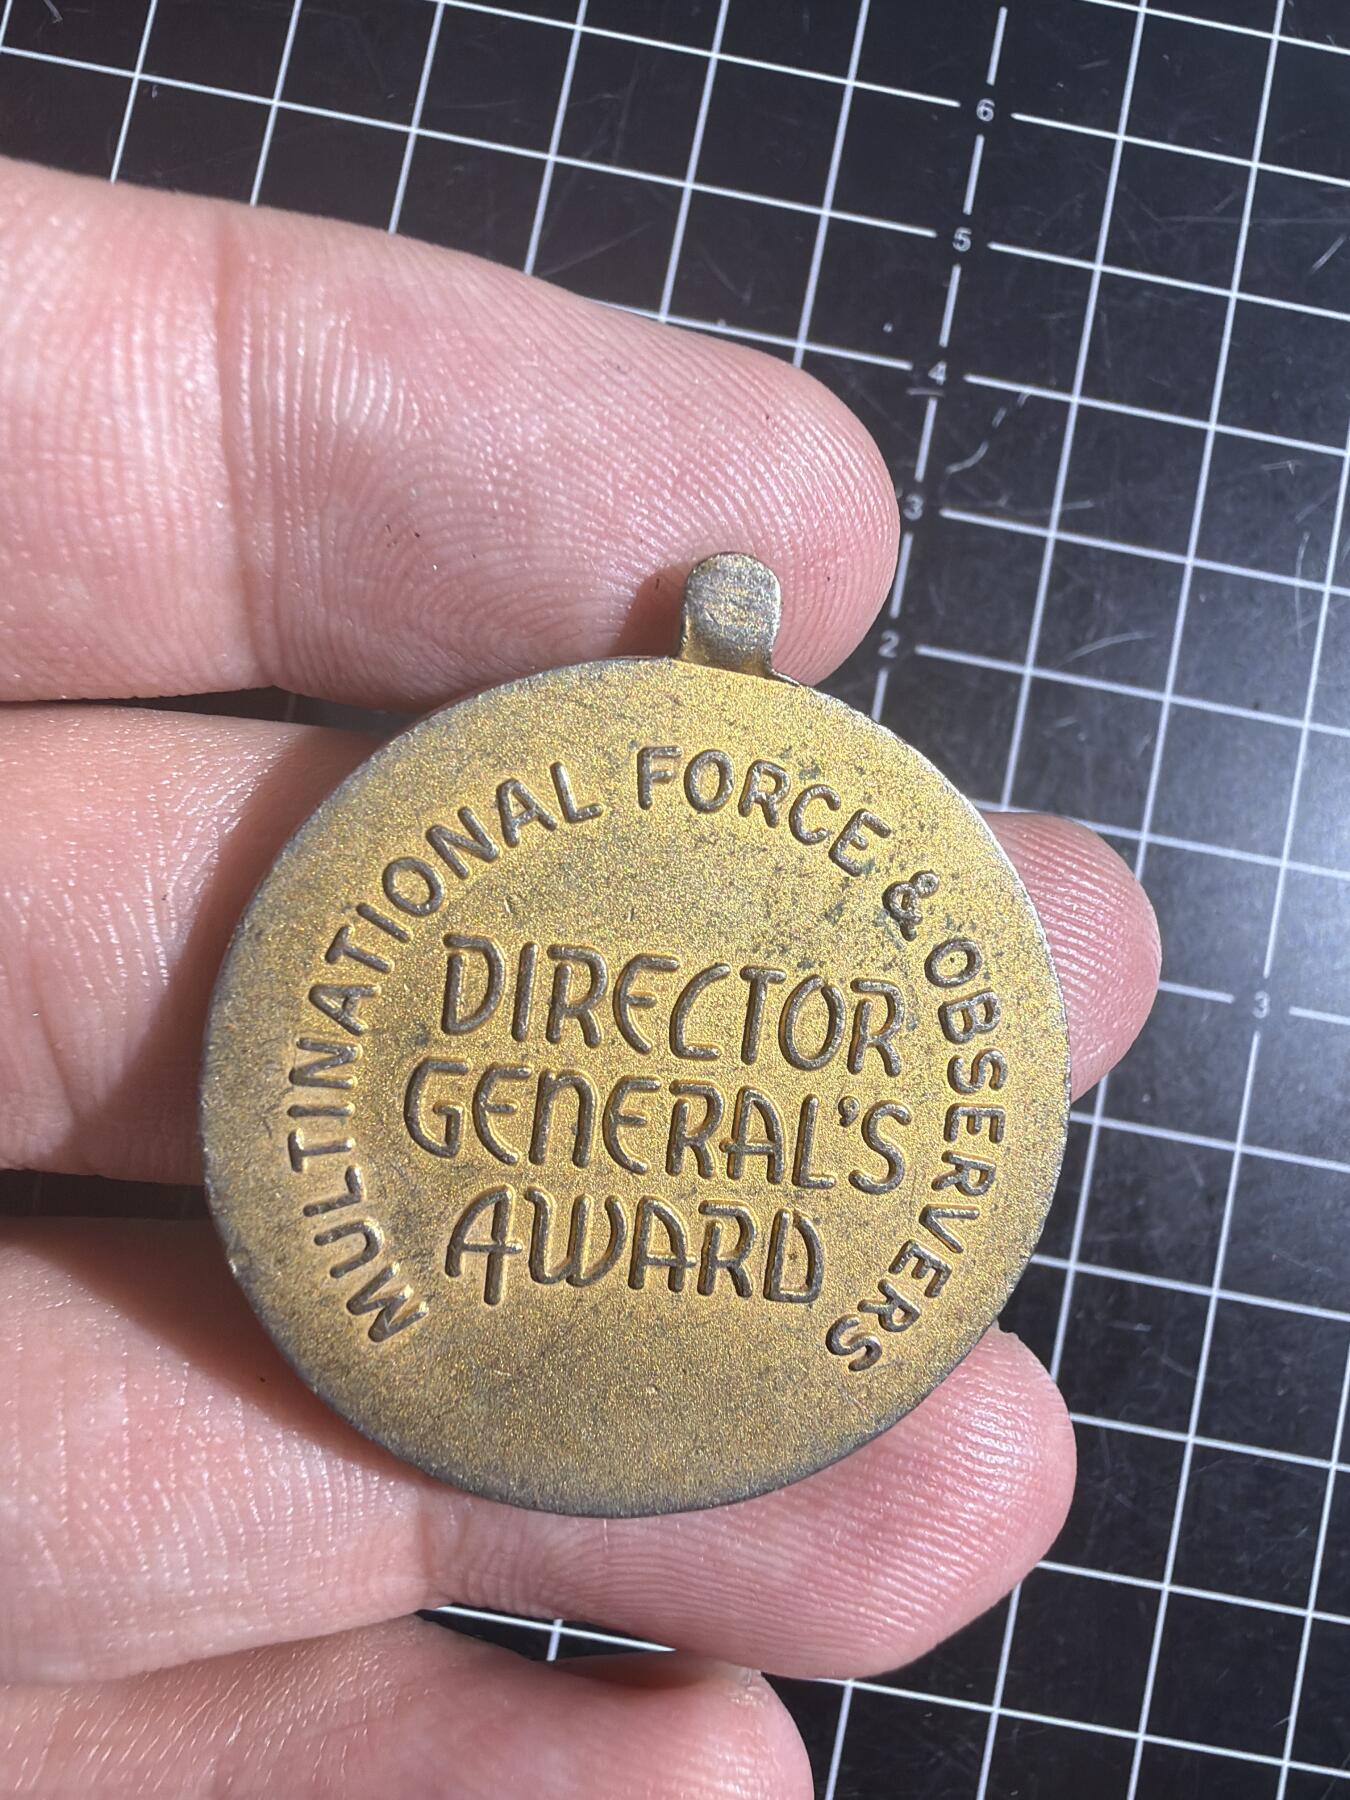 MULTINATIONAL FORCE & OBSERVERS
DIRECTOR
GENERAL'S
AWARD
6
5
4
3
2
3